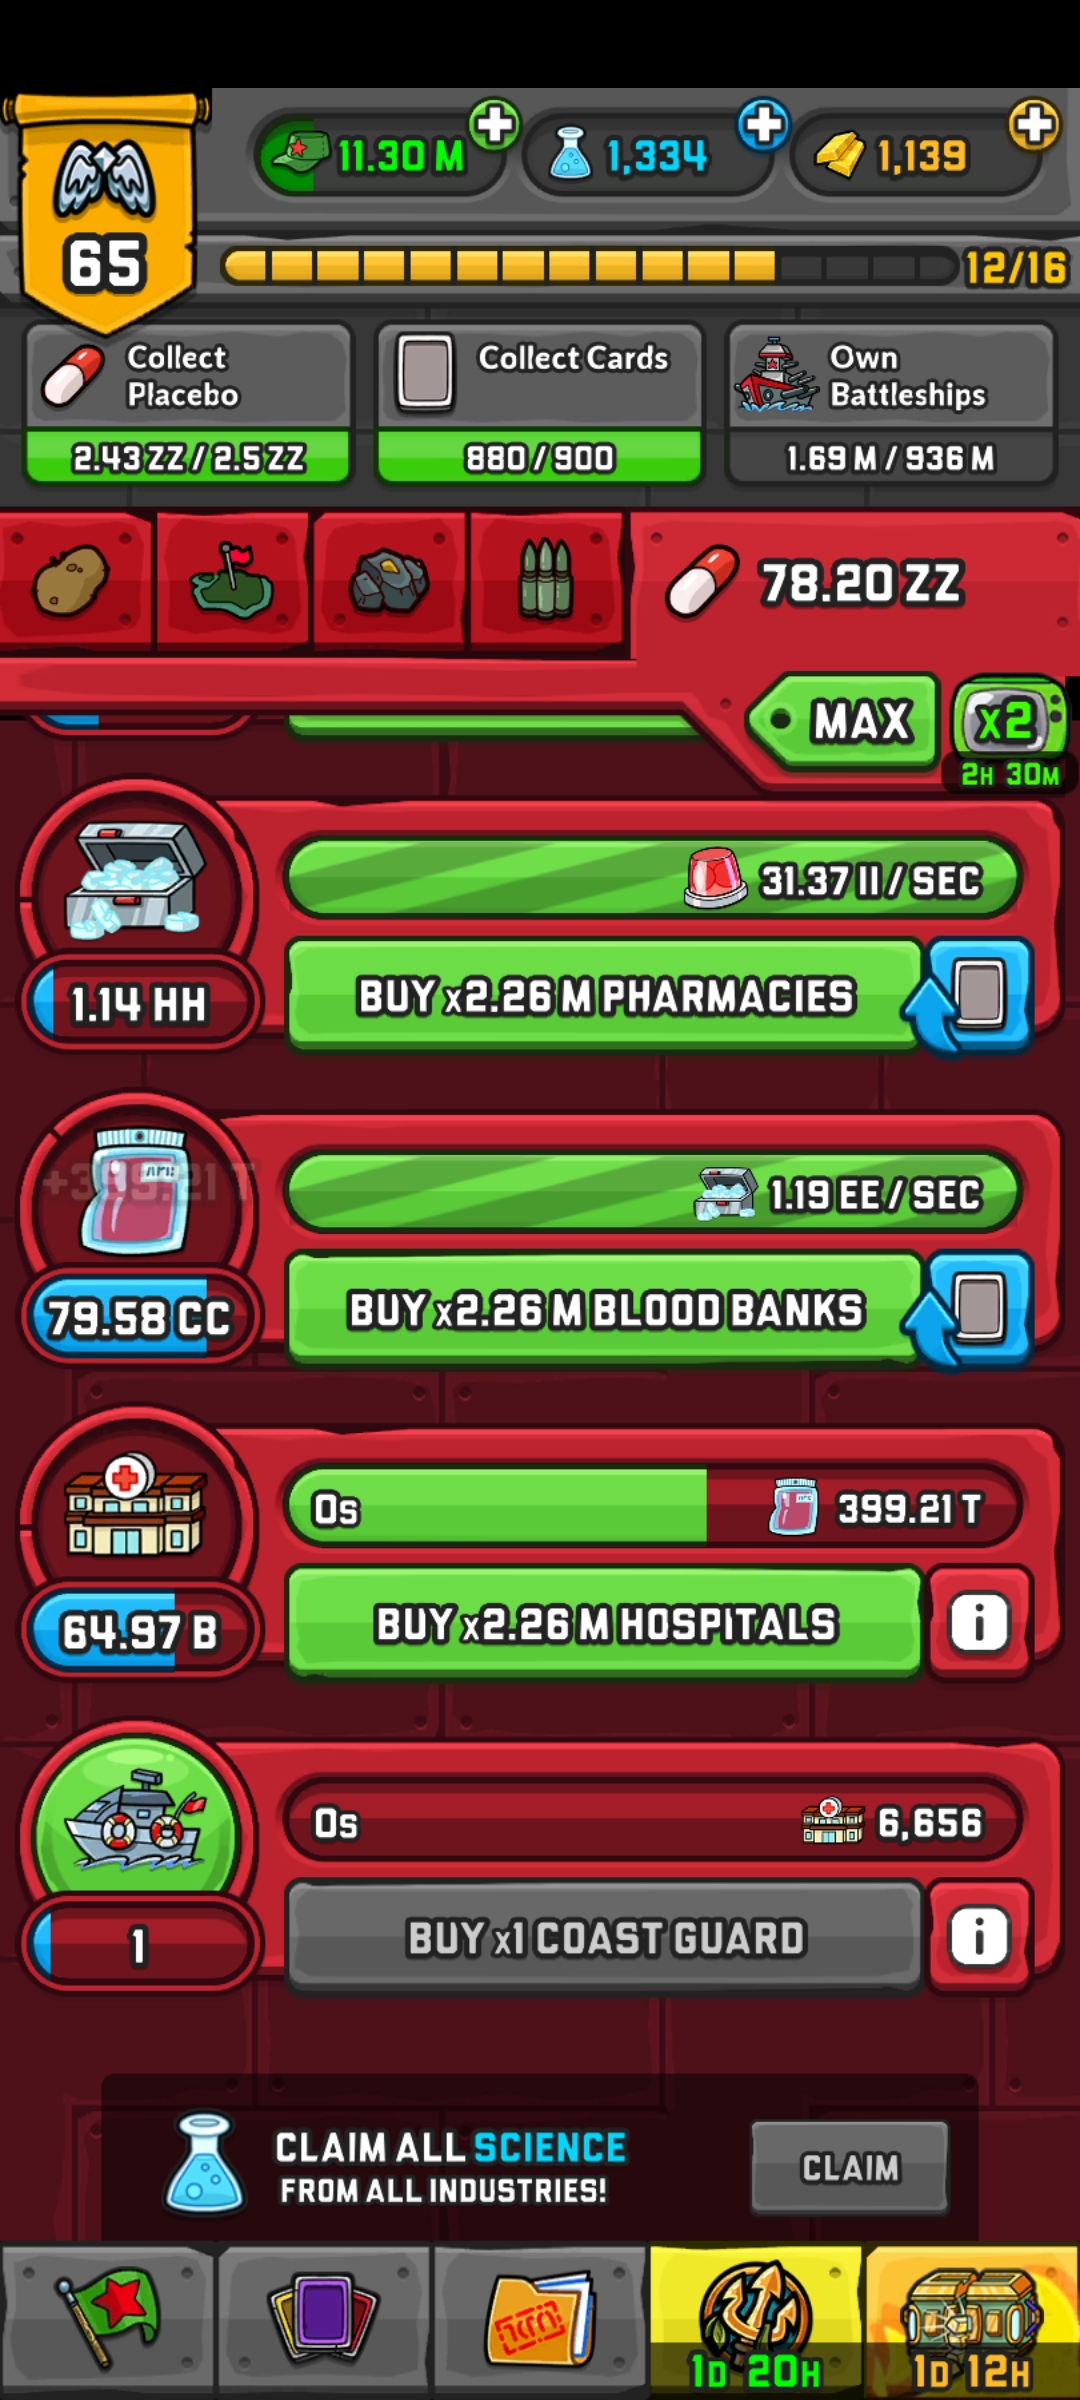 11.30 M
1,334
1,139
65
12/16
Collect
Placebo
2.43 ZZ / 2.5 ZZ
Collect Cards
880 / 900
Own
Battleships
1.69 M / 936 M
78.20 ZZ
MAX
x2
2H 30M
31.37 II / SEC
1.14 HH
BUY x2.26 M PHARMACIES
+399.21 T
1.19 EE / SEC
79.58 CC
BUY x2.26 M BLOOD BANKS
0s
399.21 T
64.97 B
BUY x2.26 M HOSPITALS
0s
6,656
1
BUY x1 COAST GUARD
CLAIM ALL SCIENCE
FROM ALL INDUSTRIES!
CLAIM
1D 20H
1D 12H